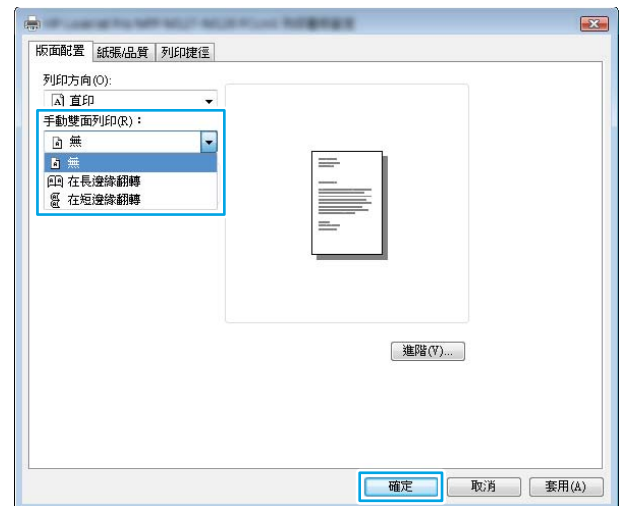 版面配置 紙張/品質 列印捷徑
列印方向(O):
直印
手動雙面列印(R)：
無
無
在長邊緣翻轉
在短邊緣翻轉
進階(V)...
確定 取消 套用(A)